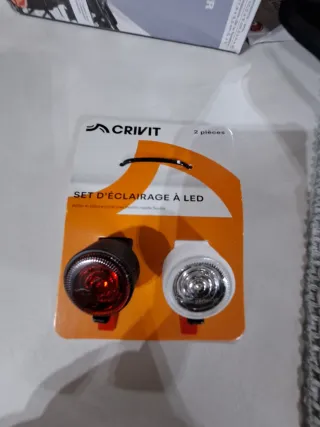 CRIVIT
2 pièces
SET D'ÉCLAIRAGE À LED